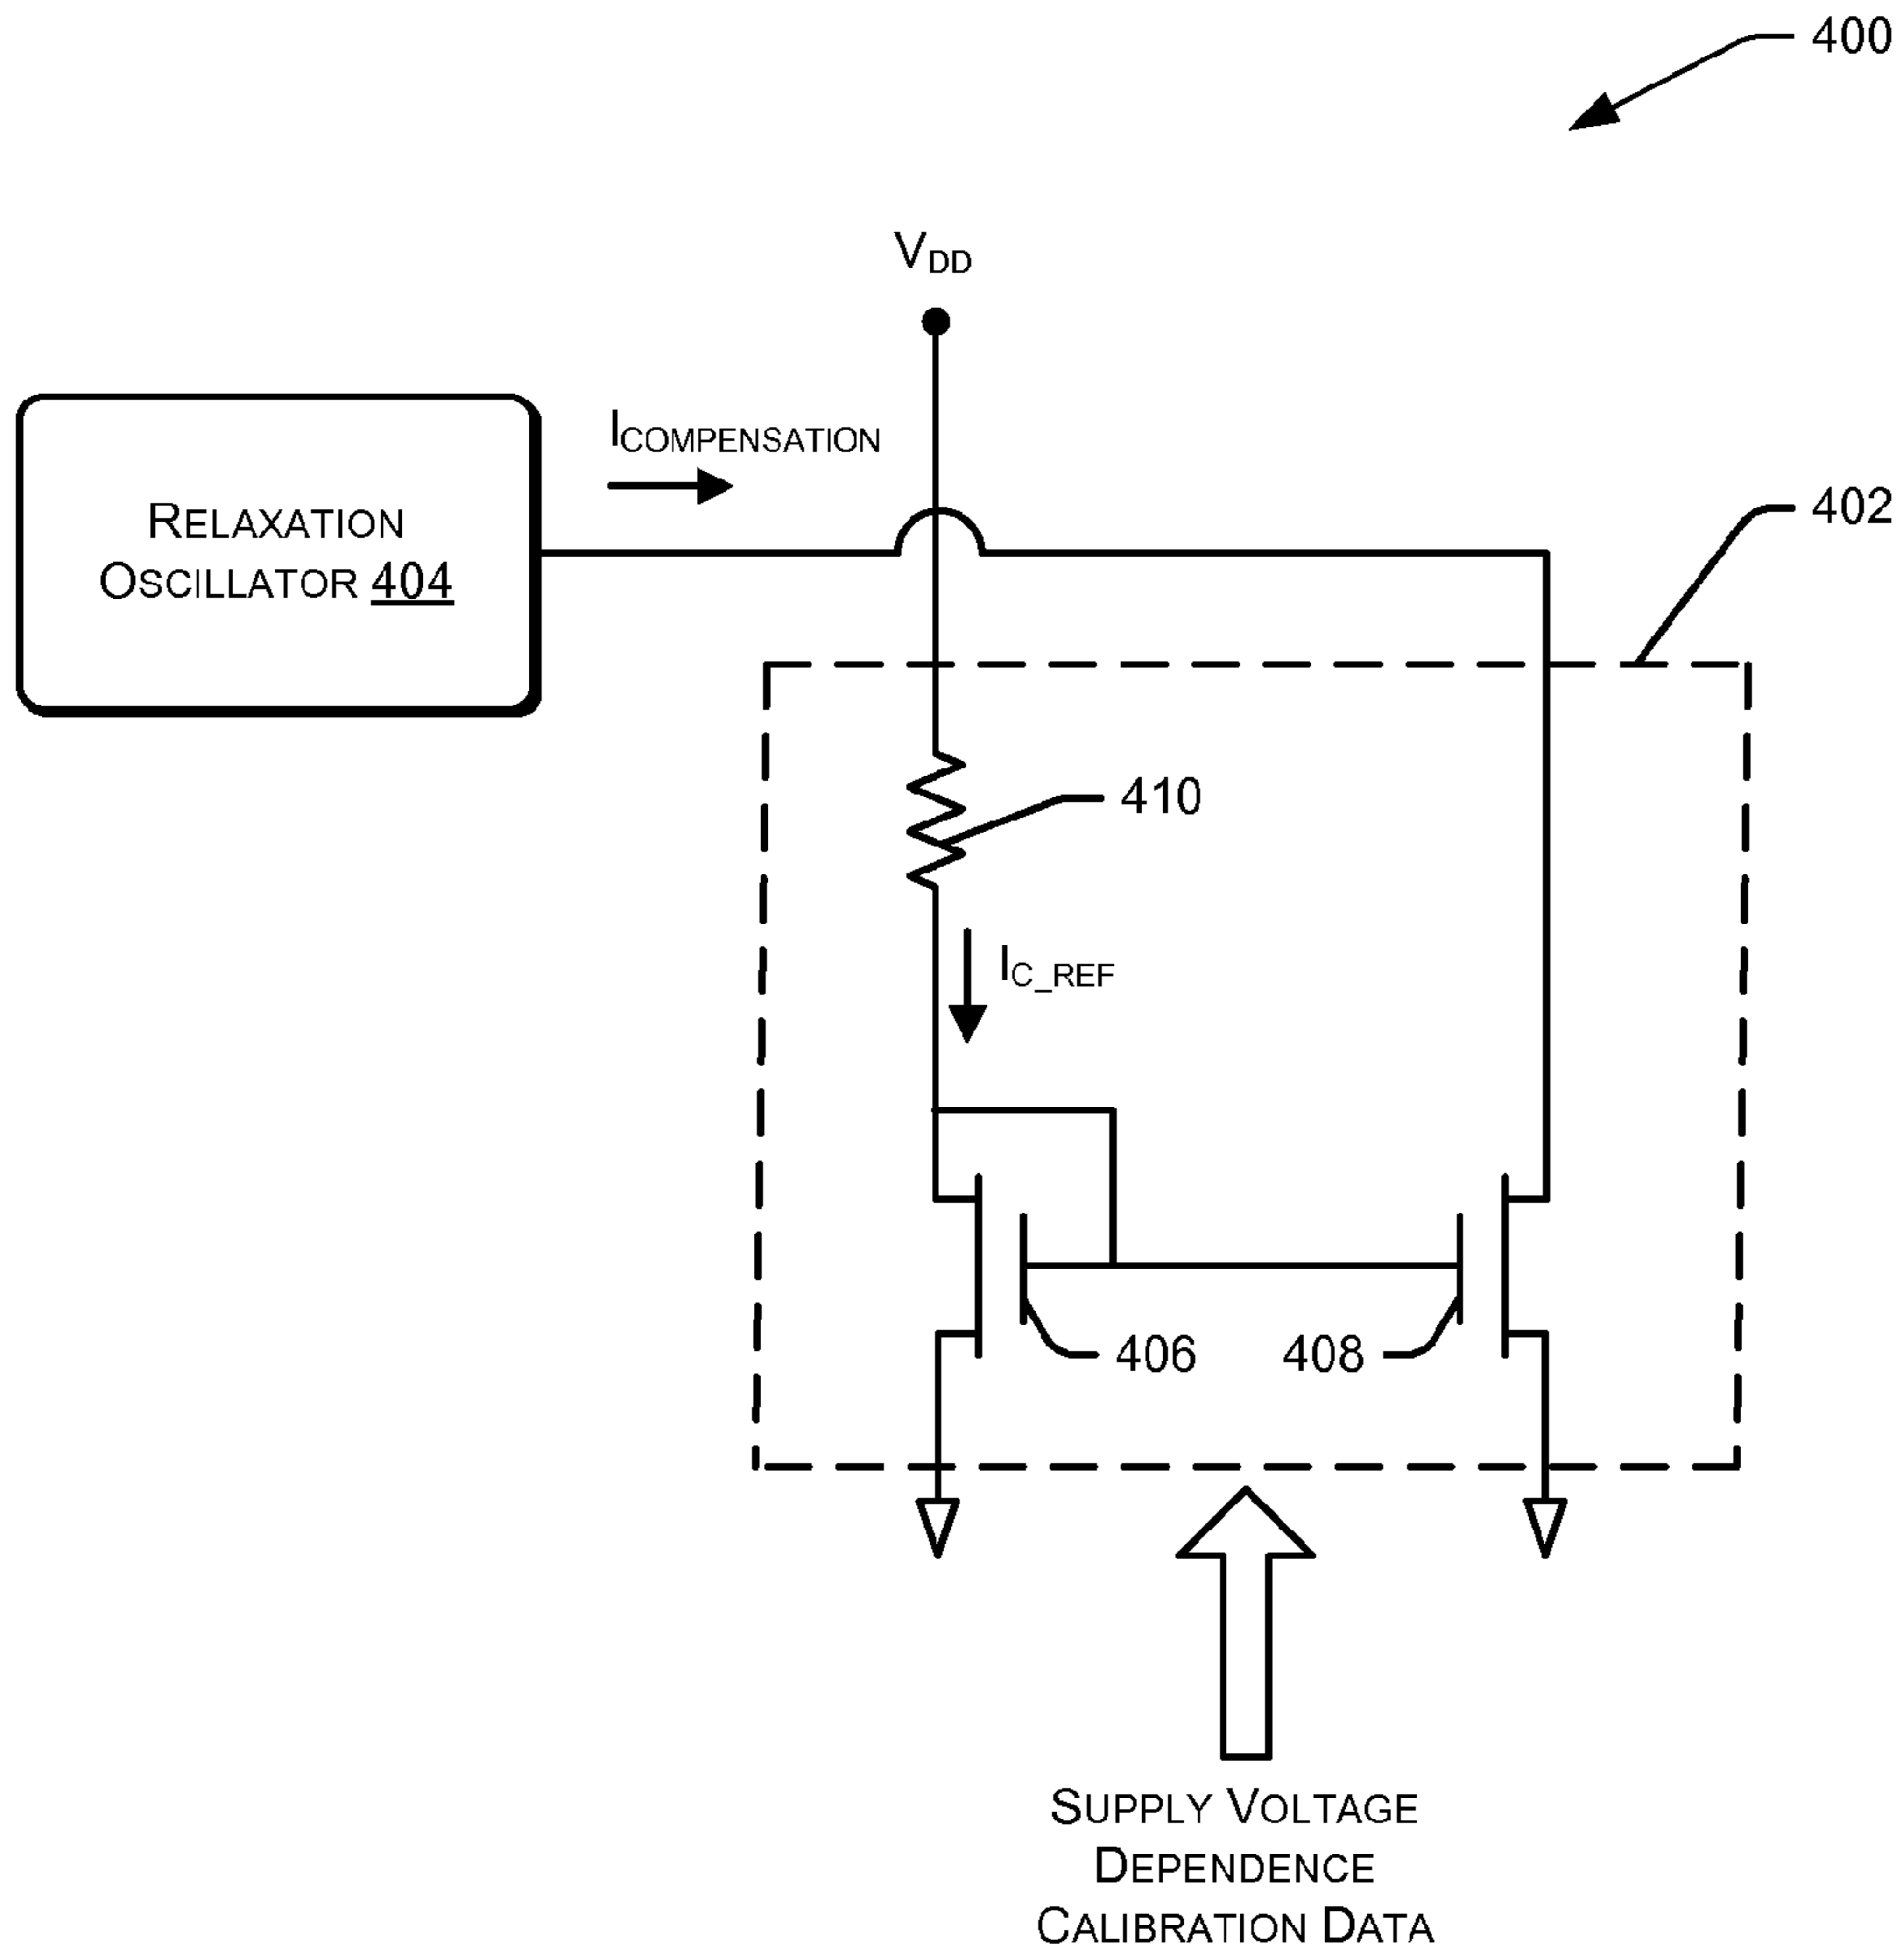 400
VDD
ICOMPENSATION
402
RELAXATION
OSCILLATOR 404
410
IC_REF
406
408
SUPPLY VOLTAGE
DEPENDENCE
CALIBRATION DATA